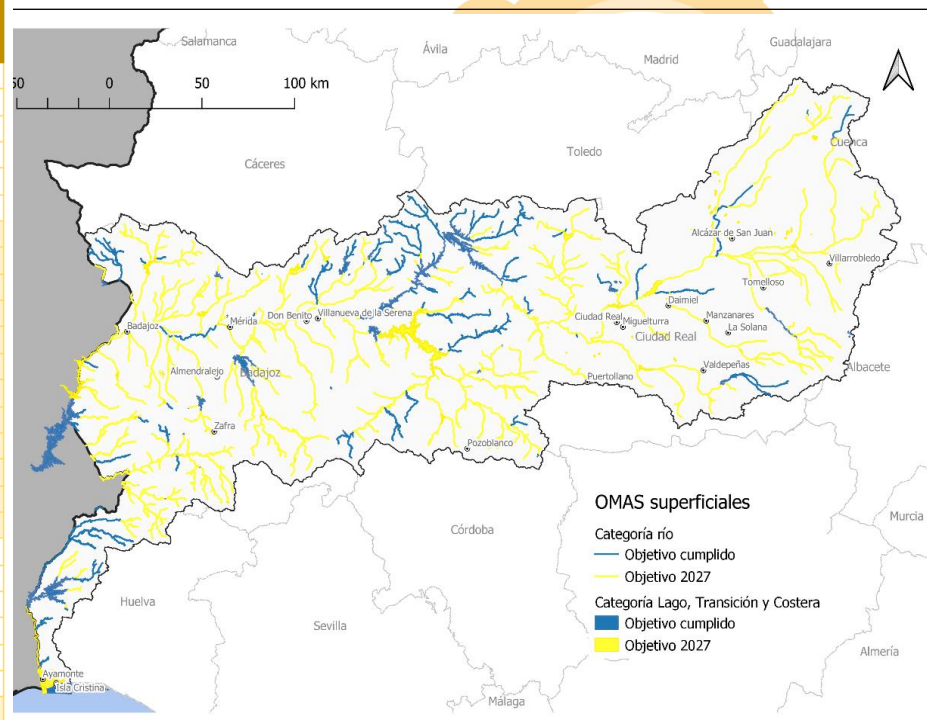 Salamanca
Ávila
Guadalajara
Madrid
50 0 50 100 km
Cáceres
Toledo
Cuenca
Alcázar de San Juan
Villarrobledo
Tomelloso
Daimiel
Don Benito
Villanueva de la Serena
Ciudad Real
Miguelturra
Manzanares
Badajoz
Mérida
La Solana
Ciudad Real
Almendralejo
Badajoz
Puertollano
Valdepeñas
Albacete
Zafra
Pozoblanco
OMAS superficiales
Murcia
Córdoba
Categoría río
Objetivo cumplido
Objetivo 2027
Huelva
Categoría Lago, Transición y Costera
Sevilla
Objetivo cumplido
Objetivo 2027
Almería
Ayamonte
Isla Cristina
Málaga